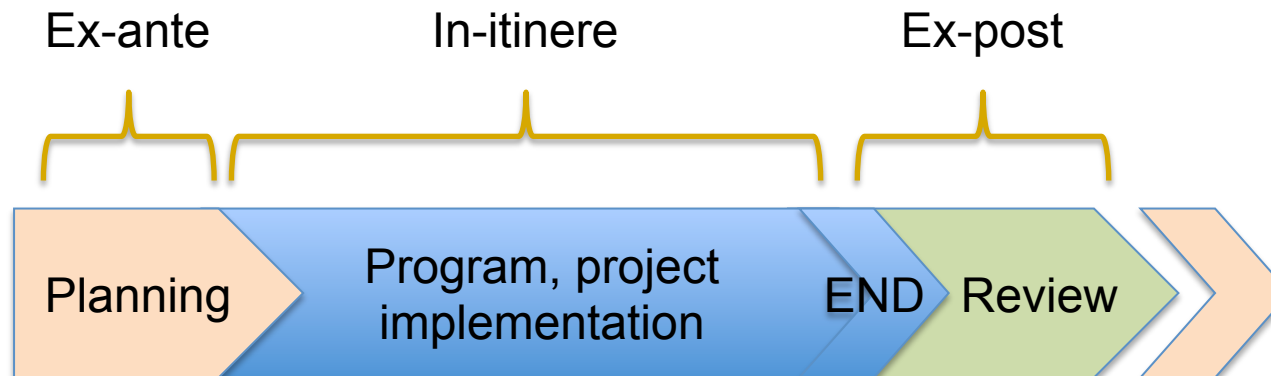 Ex-ante
In-itinere
Ex-post
Planning
Program, project
implementation
END
Review